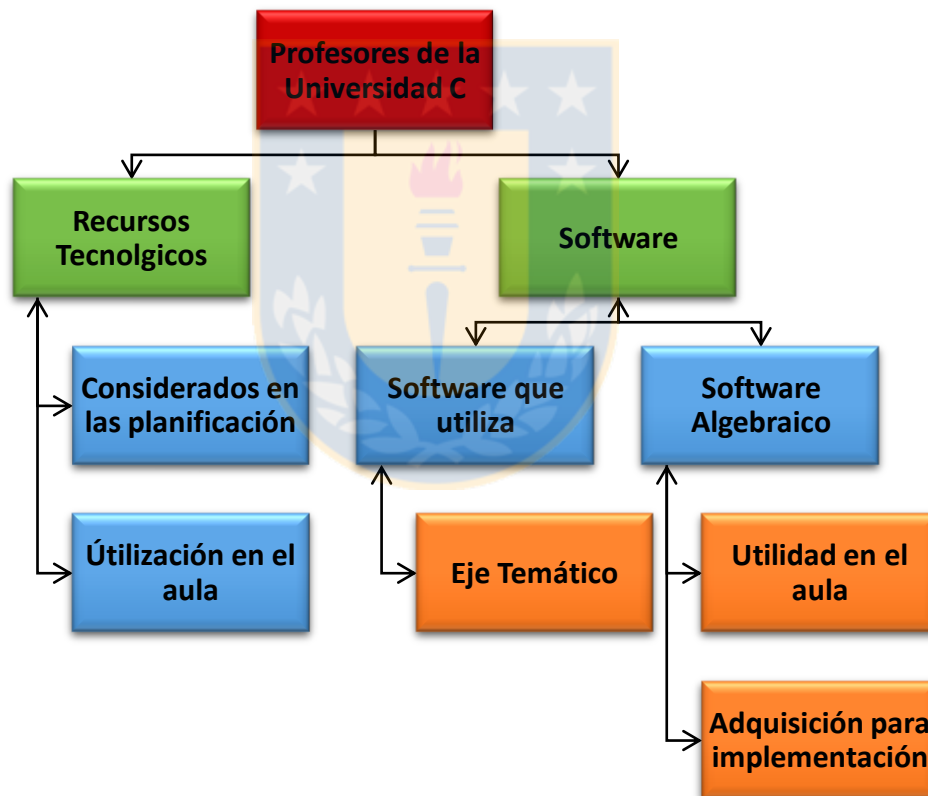 Profesores de la
Universidad C
Recursos
Tecnolgicos
Software
Considerados en
las planificación
Software que
utiliza
Software
Algebraico
Útilización en el
aula
Eje Temático
Utilidad en el
aula
Adquisición para
implementación